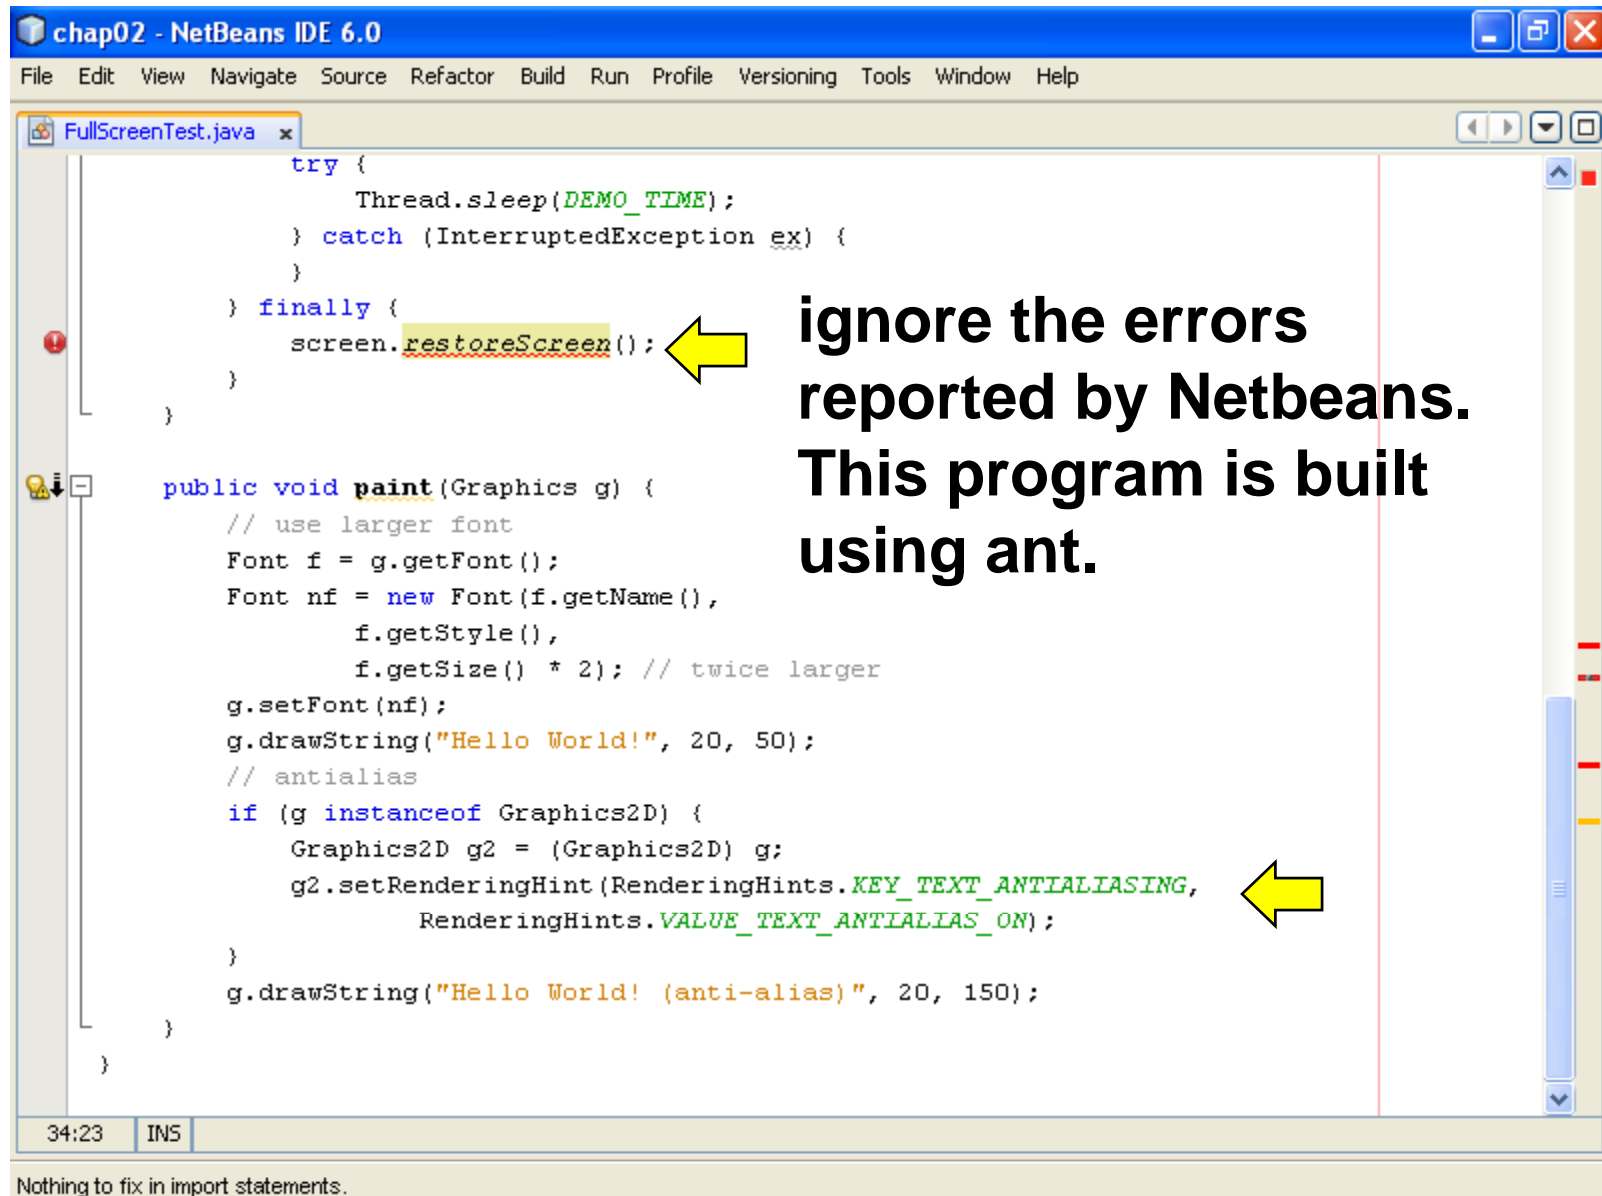 chap02 - NetBeans IDE 6.0
File Edit View Navigate Source Refactor Build Run Profile Versioning Tools Window Help
FullScreenTest.java x
try {
Thread.sleep(DEMO_TIME);
} catch (InterruptedException ex) {
}
} finally {
screen.restoreScreen();
}
}
ignore the errors
reported by Netbeans.
This program is built
using ant.
public void paint(Graphics g) {
// use larger font
Font f = g.getFont();
Font nf = new Font(f.getName(),
f.getStyle(),
f.getSize() * 2); // twice larger
g.setFont(nf);
g.drawString("Hello World!", 20, 50);
// antialias
if (g instanceof Graphics2D) {
Graphics2D g2 = (Graphics2D) g;
g2.setRenderingHint(RenderingHints.KEY_TEXT_ANTIALIASING,
RenderingHints.VALUE_TEXT_ANTIALIAS_ON);
}
g.drawString("Hello World! (anti-alias)", 20, 150);
}
}
34:23 INS
Nothing to fix in import statements.